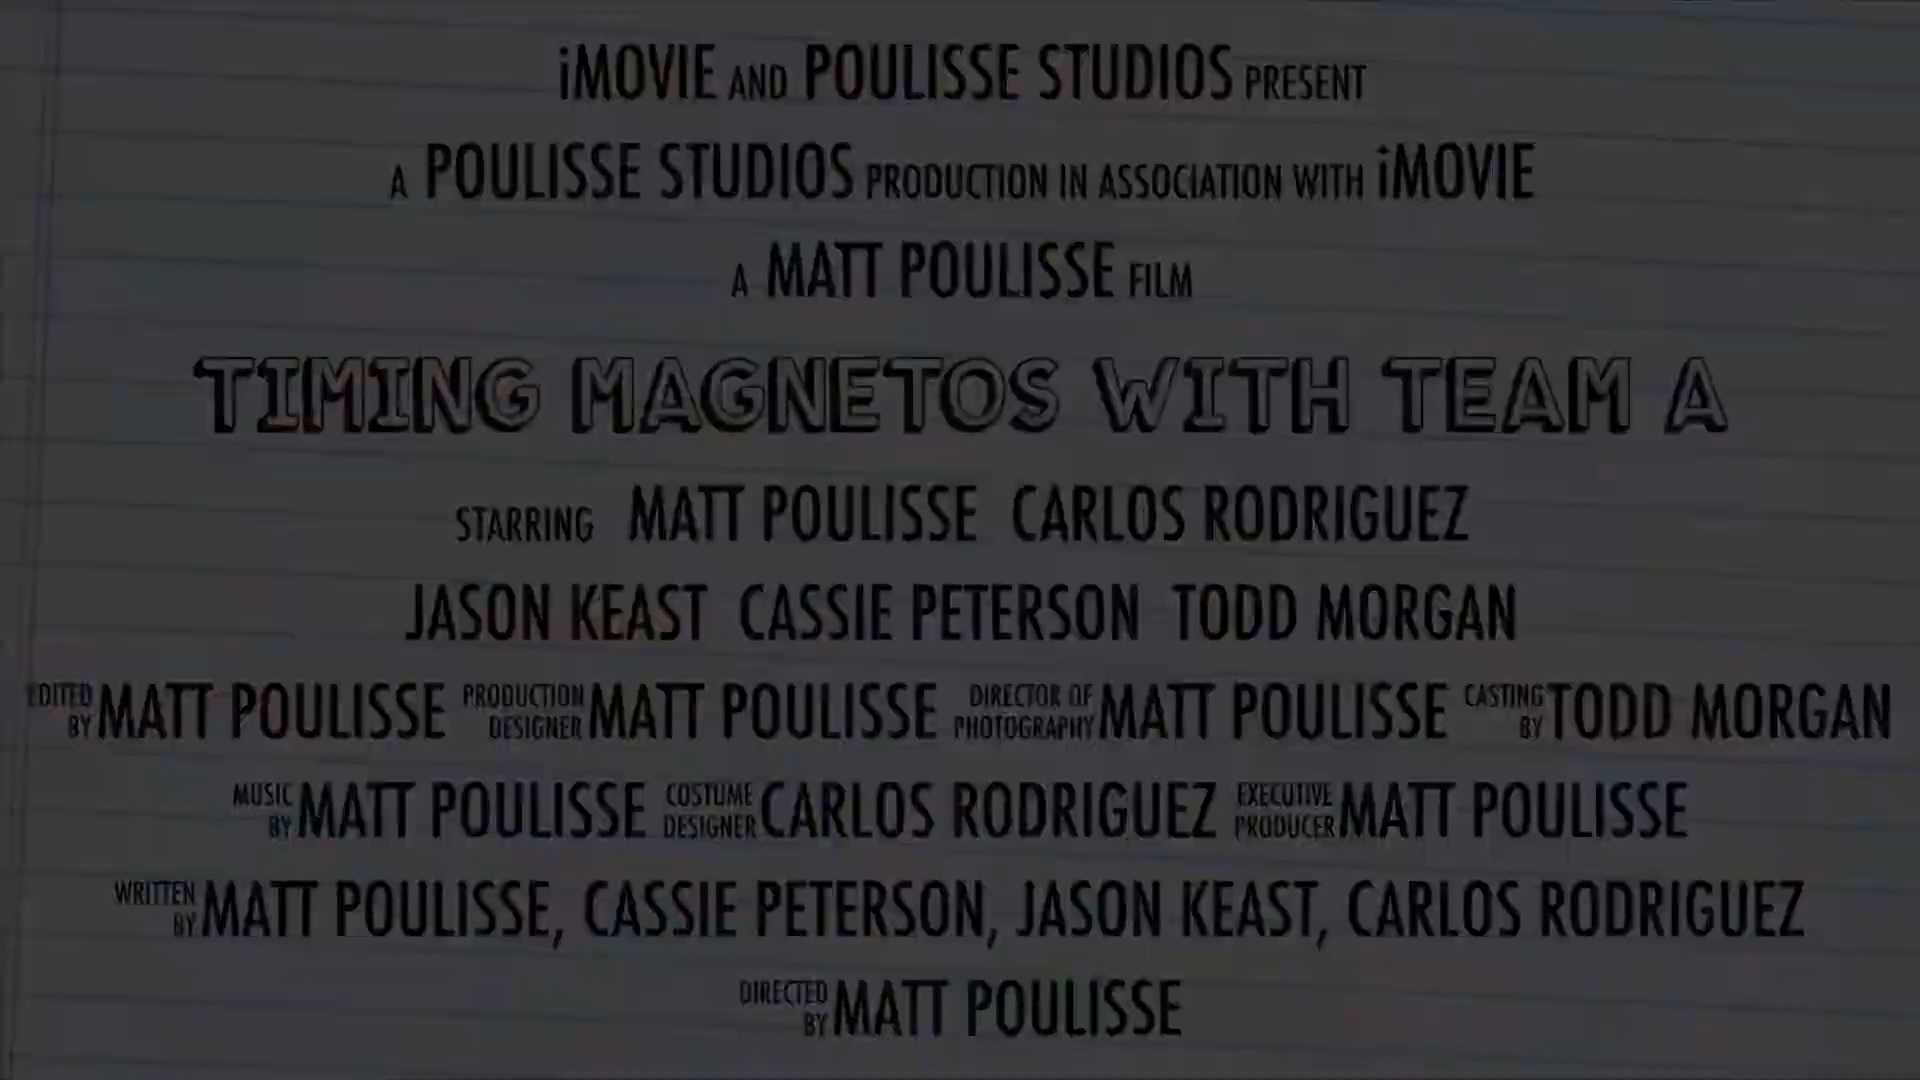 iMOVIE AND POULISSE STUDIOS PRESENT
A POULISSE STUDIOS PRODUCTION IN ASSOCIATION WITH iMOVIE
A MATT POULISSE FILM
TIMING MAGNETOS WITH TEAM A
STARRING MATT POULISSE CARLOS RODRIGUEZ
JASON KEAST CASSIE PETERSON TODD MORGAN
EDITED BY MATT POULISSE PRODUCTION DESIGNER MATT POULISSE DIRECTOR OF PHOTOGRAPHY MATT POULISSE CASTING BY TODD MORGAN
MUSIC BY MATT POULISSE COSTUME DESIGNER CARLOS RODRIGUEZ EXECUTIVE PRODUCER MATT POULISSE
WRITTEN BY MATT POULISSE, CASSIE PETERSON, JASON KEAST, CARLOS RODRIGUEZ
DIRECTED BY MATT POULISSE